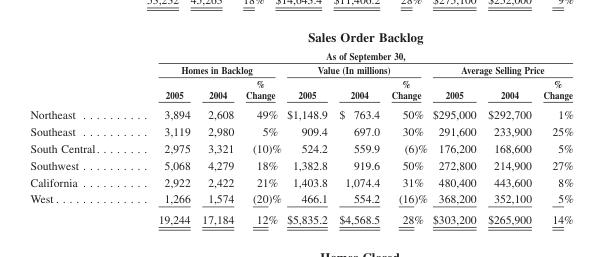 53,232 45,263 18% $14,643.4 $11,406.2 28% $275,100 $252,000 9%
Sales Order Backlog
As of September 30,
Homes in Backlog Value (In millions) Average Selling Price
% % %
2005 2004 Change 2005 2004 Change 2005 2004 Change
Northeast . . . . . . . . . . 3,894 2,608 49% $1,148.9 $ 763.4 50% $295,000 $292,700 1%
Southeast . . . . . . . . . . 3,119 2,980 5% 909.4 697.0 30% 291,600 233,900 25%
South Central . . . . . . . . 2,975 3,321 (10)% 524.2 559.9 (6)% 176,200 168,600 5%
Southwest . . . . . . . . . . 5,068 4,279 18% 1,382.8 919.6 50% 272,800 214,900 27%
California . . . . . . . . . . 2,922 2,422 21% 1,403.8 1,074.4 31% 480,400 443,600 8%
West . . . . . . . . . . . . . . 1,266 1,574 (20)% 466.1 554.2 (16)% 368,200 352,100 5%
19,244 17,184 12% $5,835.2 $4,568.5 28% $303,200 $265,900 14%
Homes Closed